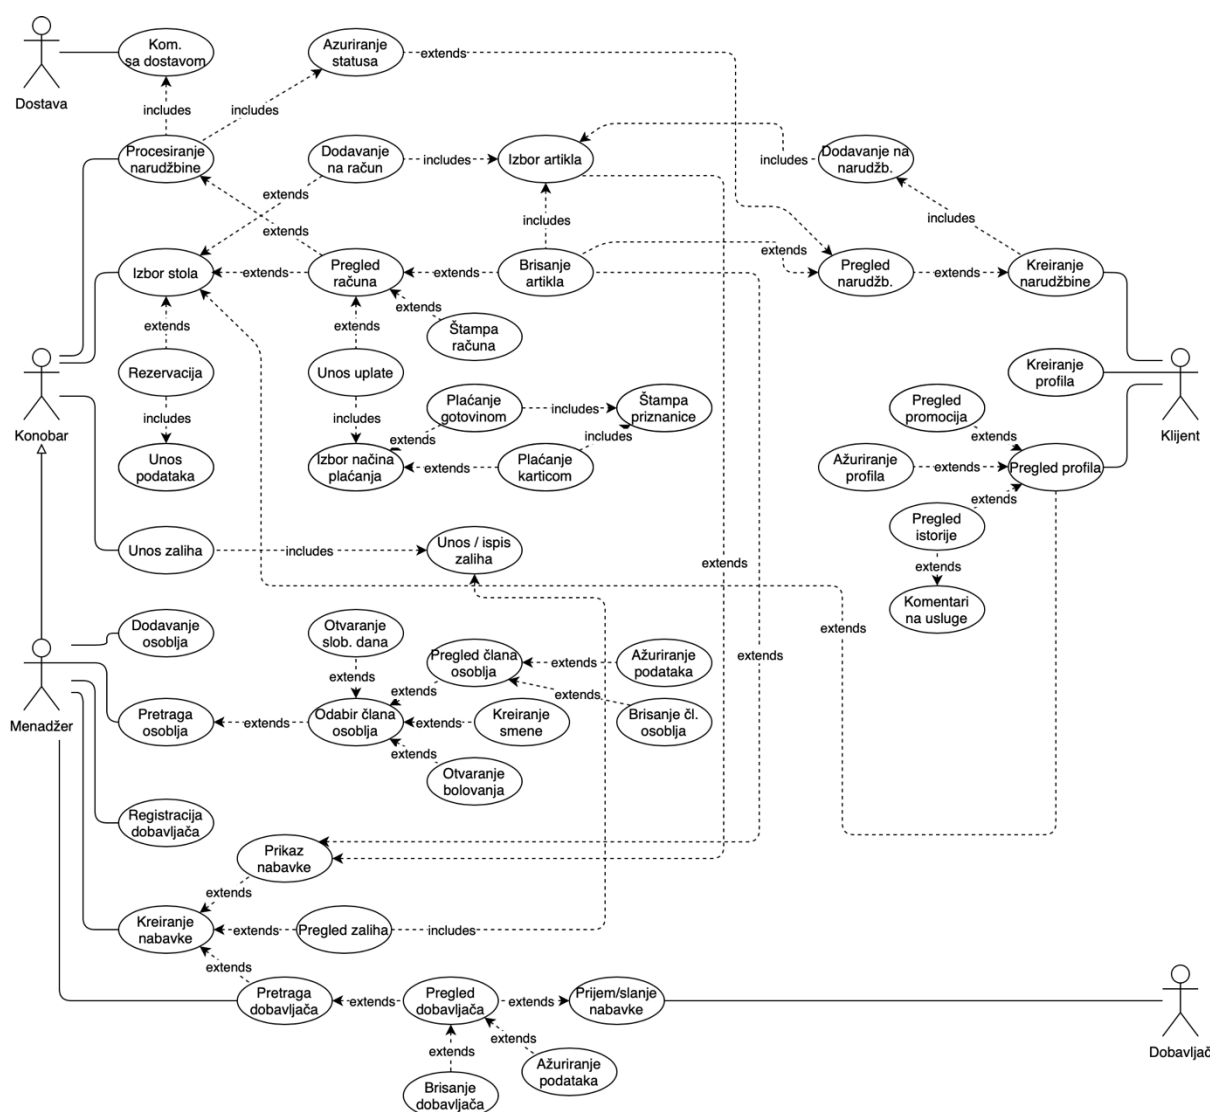 Kom.
sa dostavom
Azuriranje
statusa
extends
Dostava
includes
includes
Procesiranje
narudžbine
Dodavanje
na račun
includes
Izbor artikla
includes
Dodavanje na
narudžb.
extends
extends
includes
includes
Izbor stola
extends
Pregled
računa
extends
Brisanje
artikla
extends
Pregled
narudžb.
extends
Kreiranje
narudžbine
extends
extends
extends
Štampa
računa
Rezervacija
Unos uplate
Kreiranje
profila
Konobar
includes
includes
Plaćanje
gotovinom
includes
Štampa
priznanice
Pregled
promocija
Klijent
extends
includes
extends
Unos
podataka
Izbor načina
plaćanja
extends
Plaćanje
karticom
Ažuriranje
profila
extends
Pregled profila
extends
Pregled
istorije
Unos zaliha
includes
Unos / ispis
zaliha
extends
extends
Komentari
na usluge
Dodavanje
osoblja
Otvaranje
slob. dana
extends
Pregled člana
osoblja
extends
Ažuriranje
podataka
extends
extends
extends
extends
Menadžer
Pretraga
osoblja
extends
Odabir člana
osoblja
extends
Kreiranje
smene
Brisanje čl.
osoblja
extends
Otvaranje
bolovanja
Registracija
dobavljača
Prikaz
nabavke
extends
Kreiranje
nabavke
extends
Pregled zaliha
includes
extends
Pretraga
dobavljača
extends
Pregled
dobavljača
extends
Prijem/slanje
nabavke
extends
extends
Dobavljač
Ažuriranje
podataka
Brisanje
dobavljača